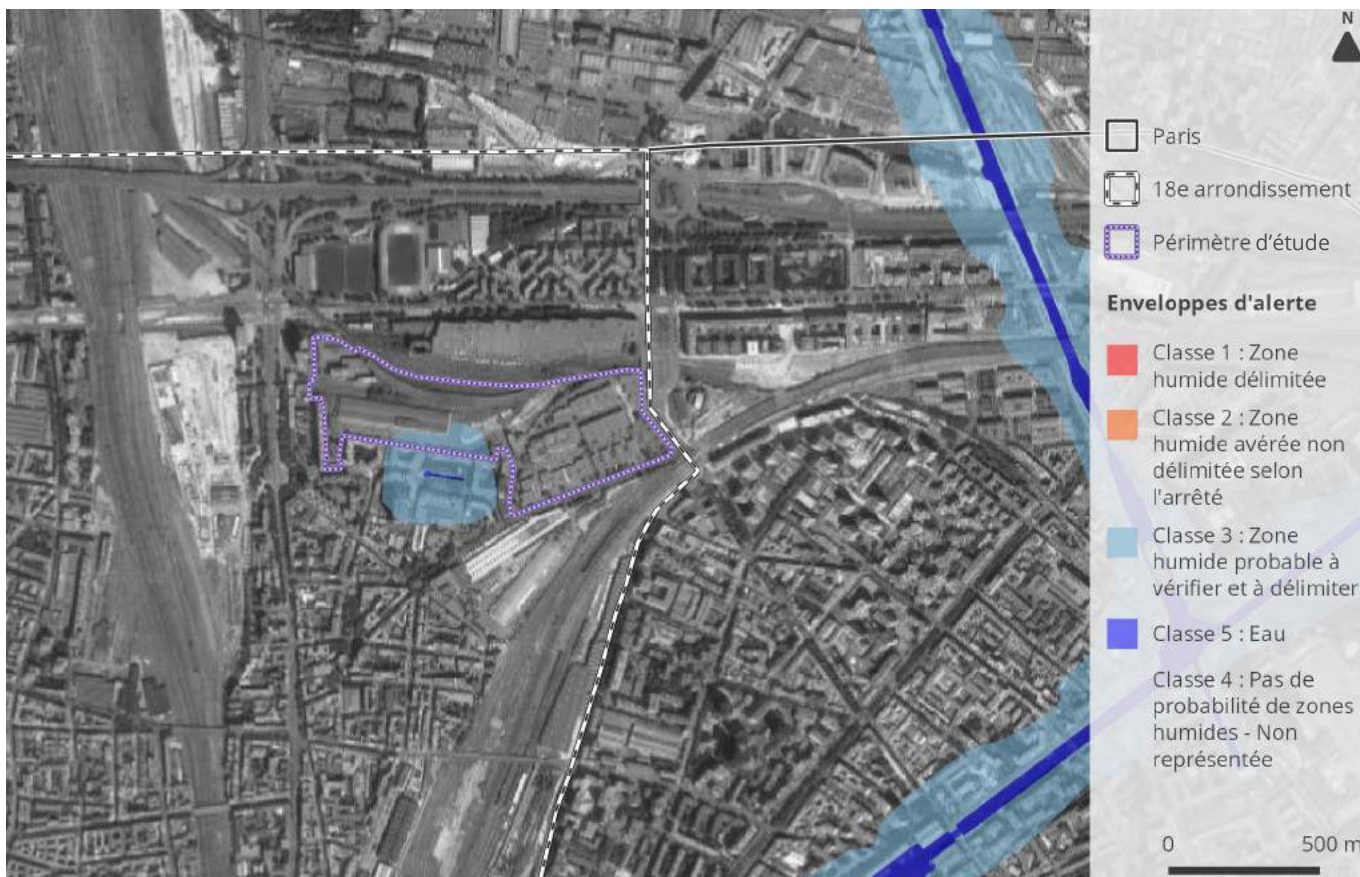 N
Paris
18e arrondissement
Périmètre d'étude
Enveloppes d'alerte
Classe 1 : Zone
humide délimitée
Classe 2 : Zone
humide avérée non
délimitée selon
l'arrêté
Classe 3 : Zone
humide probable à
vérifier et à délimiter
Classe 5 : Eau
Classe 4 : Pas de
probabilité de zones
humides - Non
représentée
0 500 m